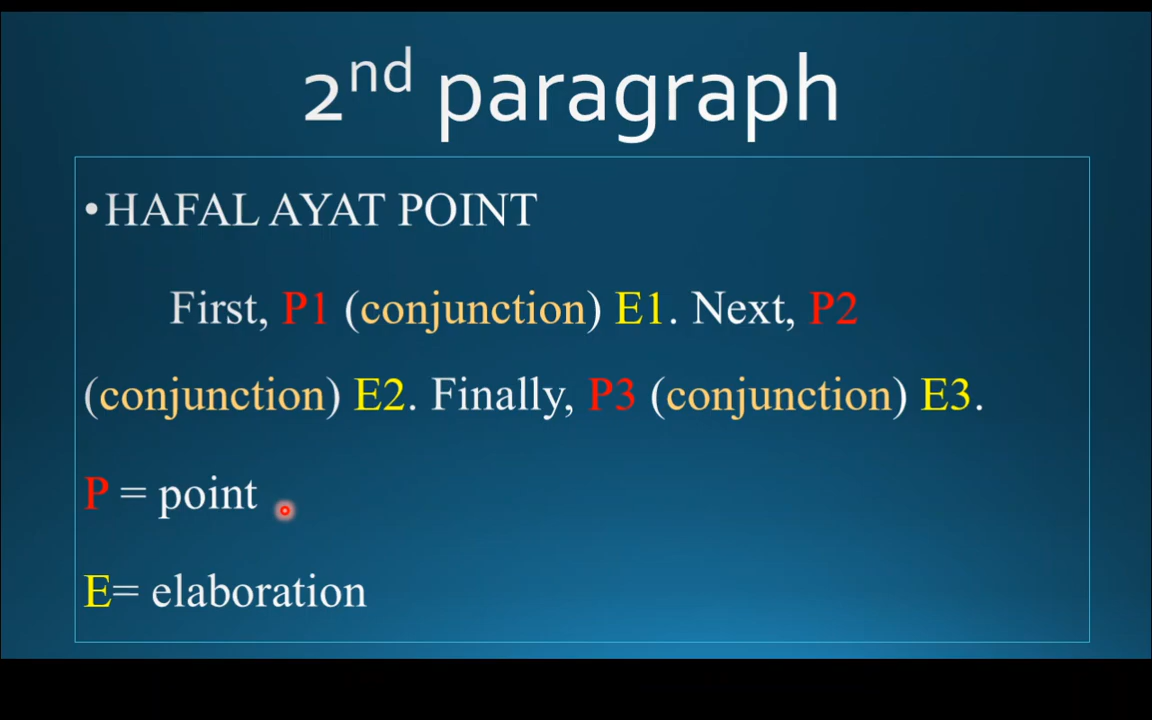 2nd paragraph
•HAFAL AYAT POINT
First, P1 (conjunction) E1. Next, P2
(conjunction) E2. Finally, P3 (conjunction) E3.
P = point
E= elaboration